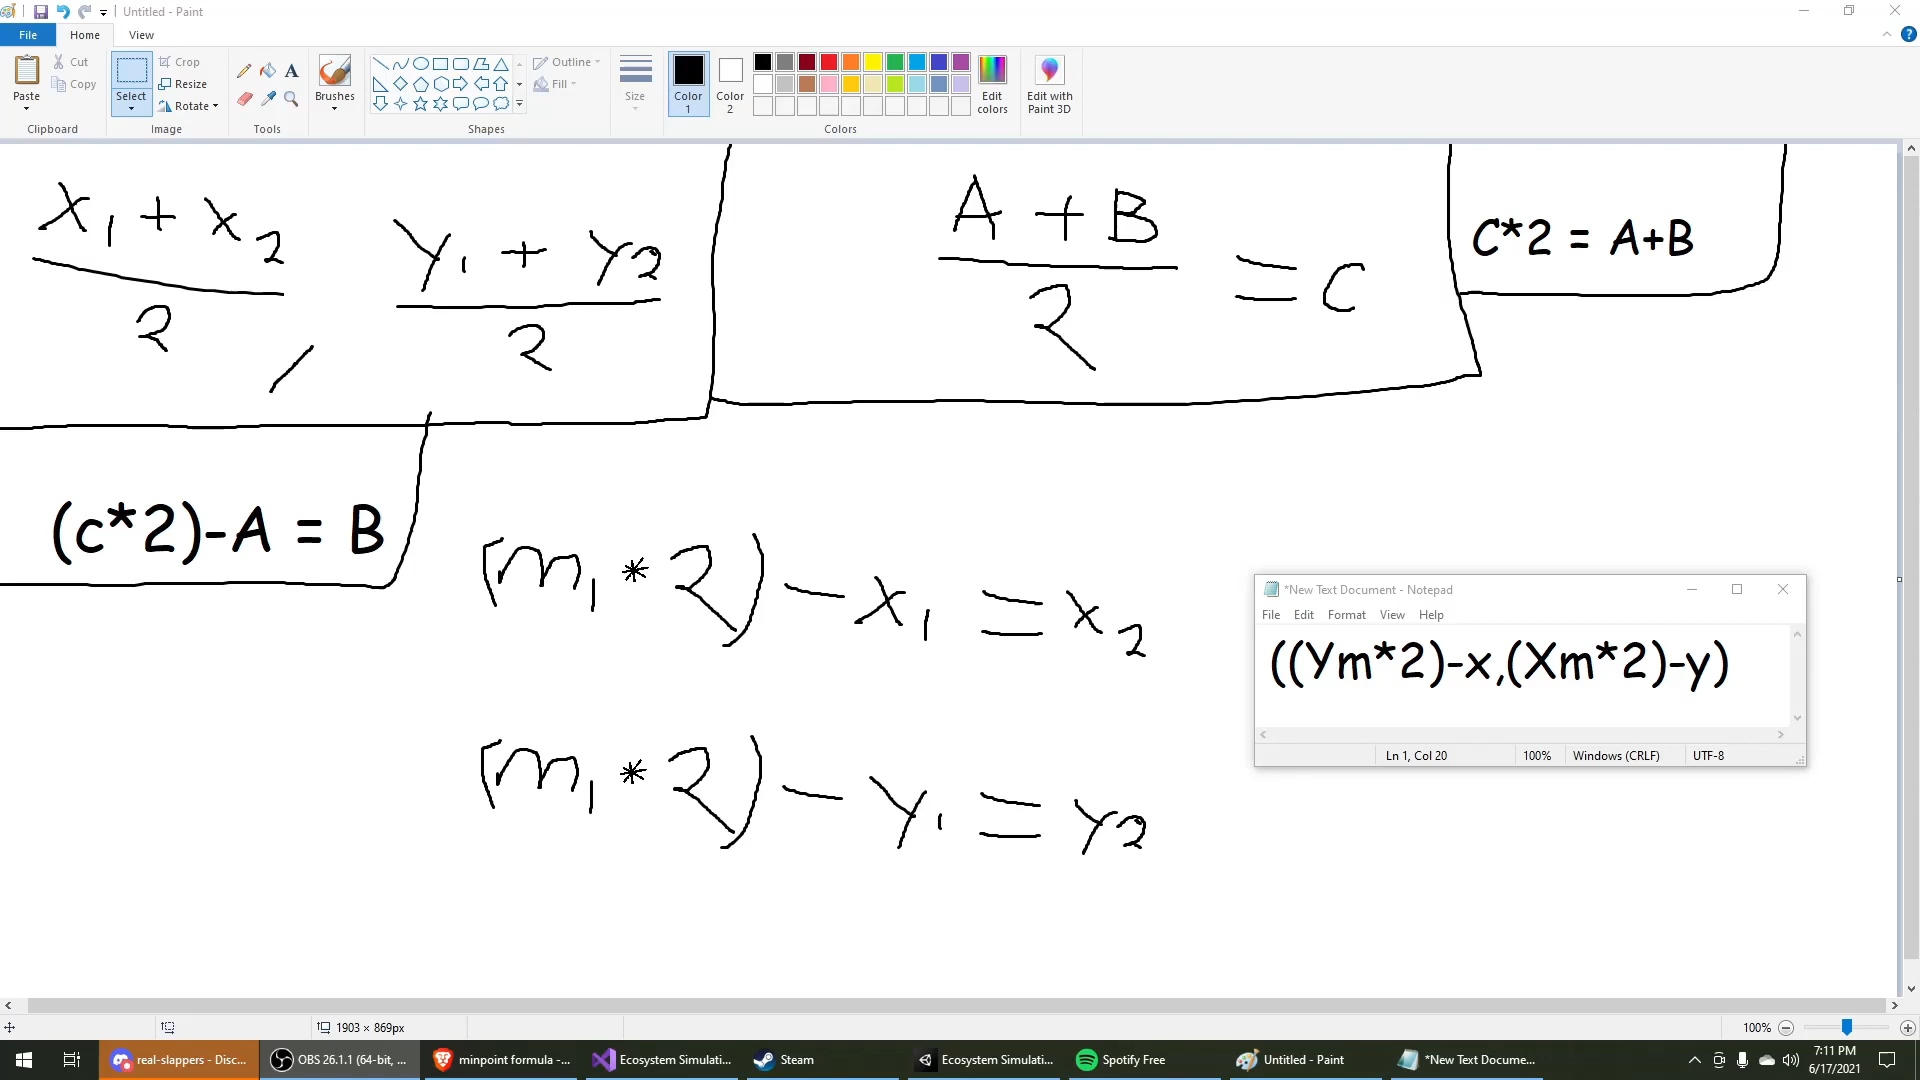 Untitled - Paint
File Home View
Paste Cut Copy Clipboard
Select Crop Resize Rotate Image
Tools
Brushes
Outline Fill Shapes
Size
Color 1 Color 2 Edit colors Colors
Edit with Paint 3D
x1 + x2
2
,
y1 + y2
2
A + B
2
= C
C*2 = A+B
(c*2)-A = B
(m1 * 2) - x1 = x2
(m1 * 2) - y1 = y2
*New Text Document - Notepad
File Edit Format View Help
((Ym*2)-x,(Xm*2)-y)
Ln 1, Col 20 100% Windows (CRLF) UTF-8
1903 × 869px 100%
real-slappers - Disc... OBS 26.1.1 (64-bit, ... minpoint formula -... Ecosystem Simulati... Steam Ecosystem Simulati... Spotify Free Untitled - Paint *New Text Docume... 7:11 PM
6/17/2021